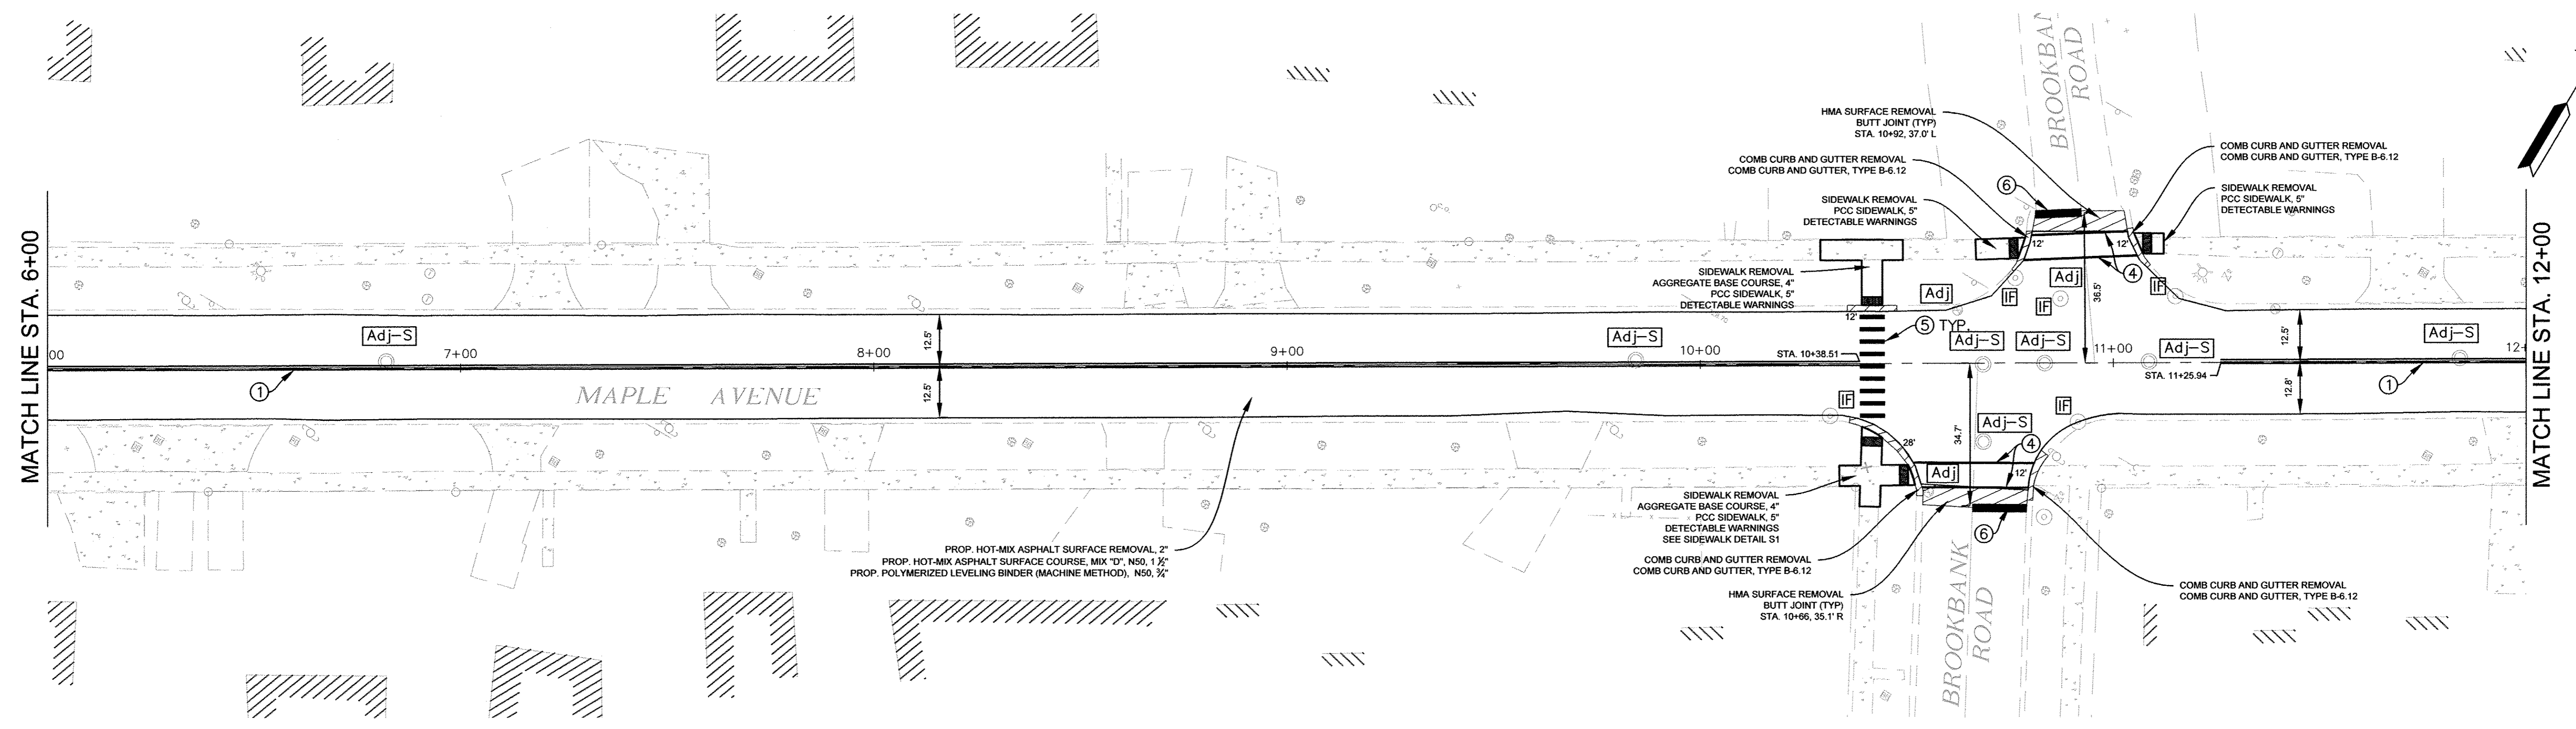 MATCH LINE STA. 6+00
MATCH LINE STA. 12+00
BROOKBAN
ROAD
HMA SURFACE REMOVAL
BUTT JOINT (TYP)
STA. 10+92, 37.0' L
COMB CURB AND GUTTER REMOVAL
COMB CURB AND GUTTER, TYPE B-6.12
SIDEWALK REMOVAL
PCC SIDEWALK, 5"
DETECTABLE WARNINGS
COMB CURB AND GUTTER REMOVAL
COMB CURB AND GUTTER, TYPE B-6.12
SIDEWALK REMOVAL
PCC SIDEWALK, 5"
DETECTABLE WARNINGS
6
12'
12'
4
SIDEWALK REMOVAL
AGGREGATE BASE COURSE, 4"
PCC SIDEWALK, 5"
DETECTABLE WARNINGS
Adj
Adj
IF
IF
IF
36.5'
12'
5 TYP.
Adj-S
Adj-S
Adj-S
Adj-S
Adj-S
Adj-S
00
7+00
8+00
9+00
10+00
11+00
12+
12.5'
12.5'
12.5'
12.8'
STA. 10+38.51
STA. 11+25.94
1
1
MAPLE AVENUE
IF
IF
34.7'
Adj-S
28'
4
12'
Adj
6
SIDEWALK REMOVAL
AGGREGATE BASE COURSE, 4"
PCC SIDEWALK, 5"
DETECTABLE WARNINGS
SEE SIDEWALK DETAIL S1
COMB CURB AND GUTTER REMOVAL
COMB CURB AND GUTTER, TYPE B-6.12
HMA SURFACE REMOVAL
BUTT JOINT (TYP)
STA. 10+66, 35.1' R
PROP. HOT-MIX ASPHALT SURFACE REMOVAL, 2"
PROP. HOT-MIX ASPHALT SURFACE COURSE, MIX "D", N50, 1 ½"
PROP. POLYMERIZED LEVELING BINDER (MACHINE METHOD), N50, ¾"
COMB CURB AND GUTTER REMOVAL
COMB CURB AND GUTTER, TYPE B-6.12
BROOKBANK
ROAD